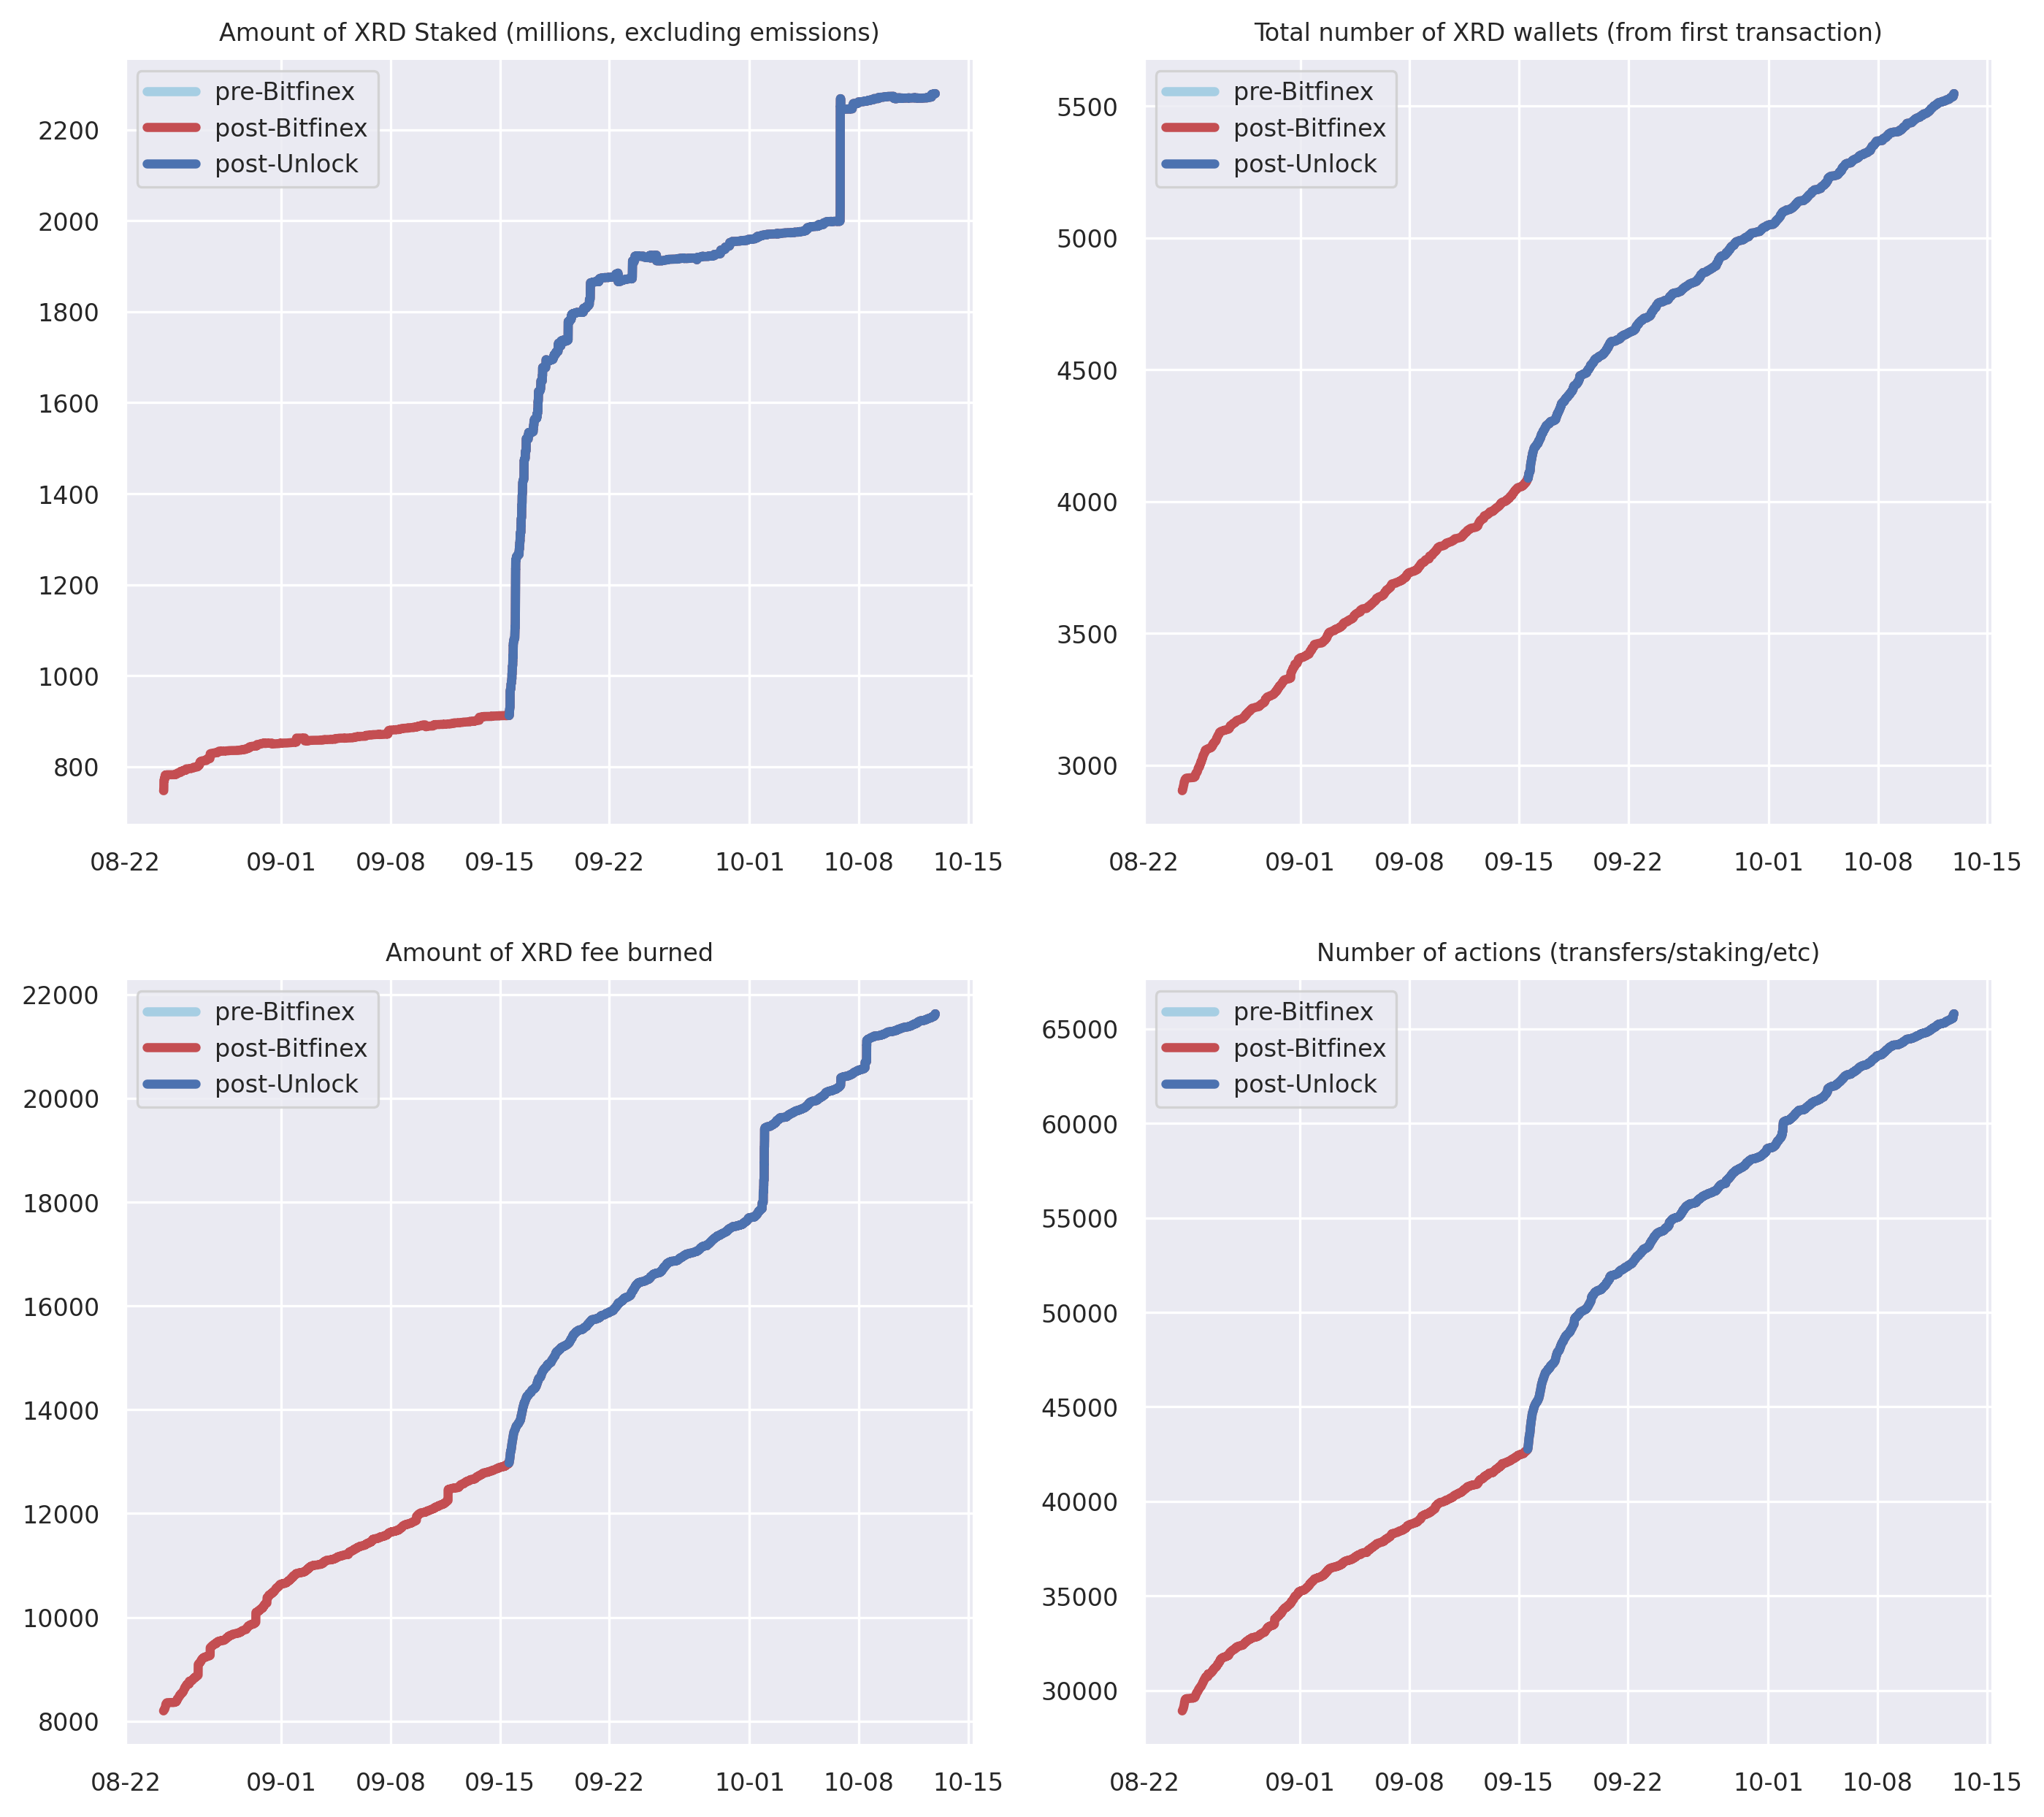 Amount of XRD Staked (millions, excluding emissions)
pre-Bitfinex
post-Bitfinex
post-Unlock
2200
2000
1800
1600
1400
1200
1000
800
08-22 09-01 09-08 09-15 09-22 10-01 10-08 10-15
Total number of XRD wallets (from first transaction)
pre-Bitfinex
post-Bitfinex
post-Unlock
5500
5000
4500
4000
3500
3000
08-22 09-01 09-08 09-15 09-22 10-01 10-08 10-15
Amount of XRD fee burned
pre-Bitfinex
post-Bitfinex
post-Unlock
22000
20000
18000
16000
14000
12000
10000
8000
08-22 09-01 09-08 09-15 09-22 10-01 10-08 10-15
Number of actions (transfers/staking/etc)
pre-Bitfinex
post-Bitfinex
post-Unlock
65000
60000
55000
50000
45000
40000
35000
30000
08-22 09-01 09-08 09-15 09-22 10-01 10-08 10-15